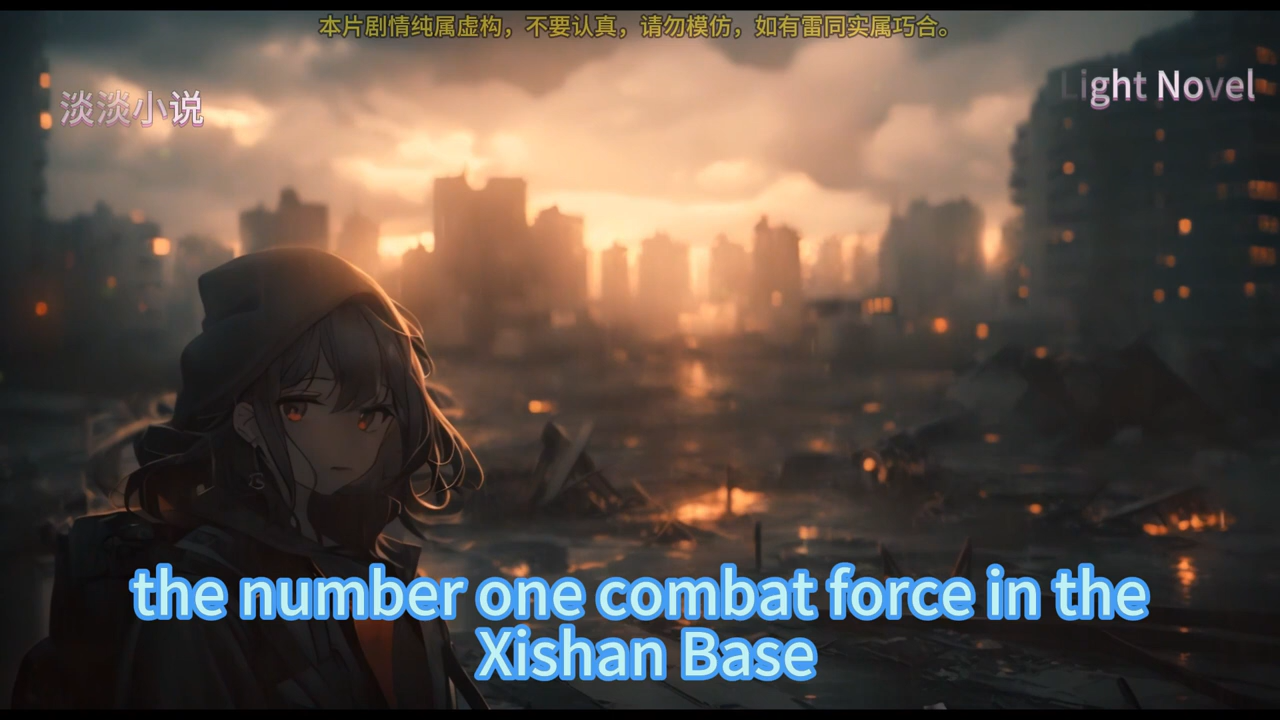 本片剧情纯属虚构，不要认真，请勿模仿，如有雷同实属巧合。
淡淡小说
Light Novel
the number one combat force in the
Xishan Base